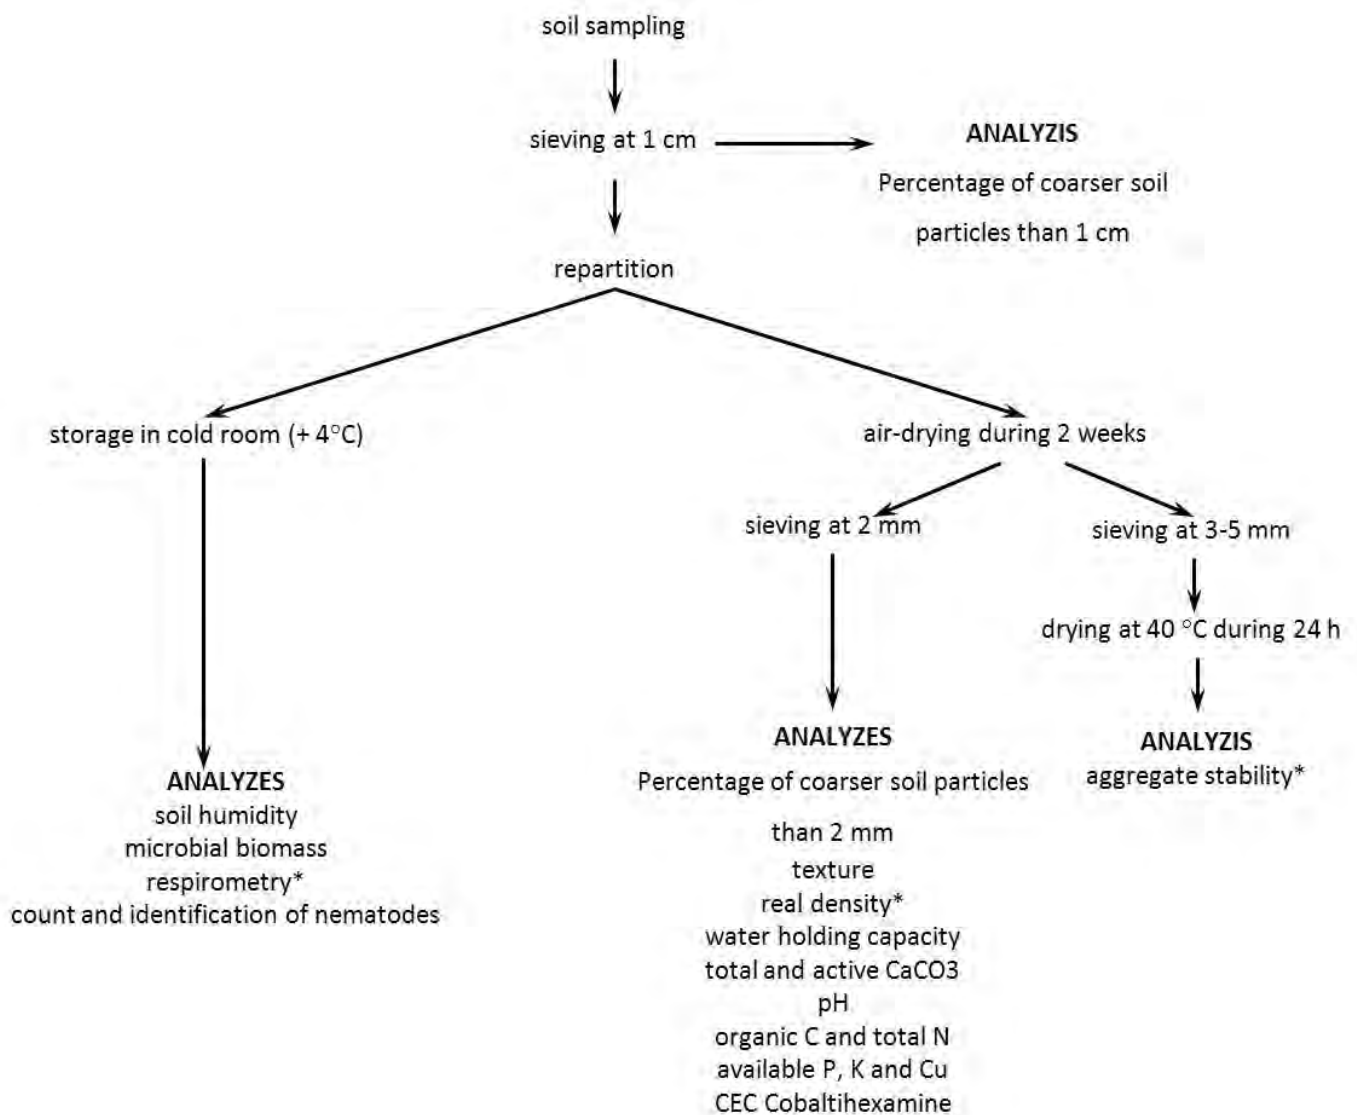 soil sampling
sieving at 1 cm
ANALYZIS
Percentage of coarser soil
particles than 1 cm
repartition
storage in cold room (+ 4°C)
air-drying during 2 weeks
sieving at 2 mm
sieving at 3-5 mm
drying at 40 °C during 24 h
ANALYZES
soil humidity
microbial biomass
respirometry*
count and identification of nematodes
ANALYZES
Percentage of coarser soil particles
than 2 mm
texture
real density*
water holding capacity
total and active CaCO3
pH
organic C and total N
available P, K and Cu
CEC Cobaltihexamine
ANALYZIS
aggregate stability*